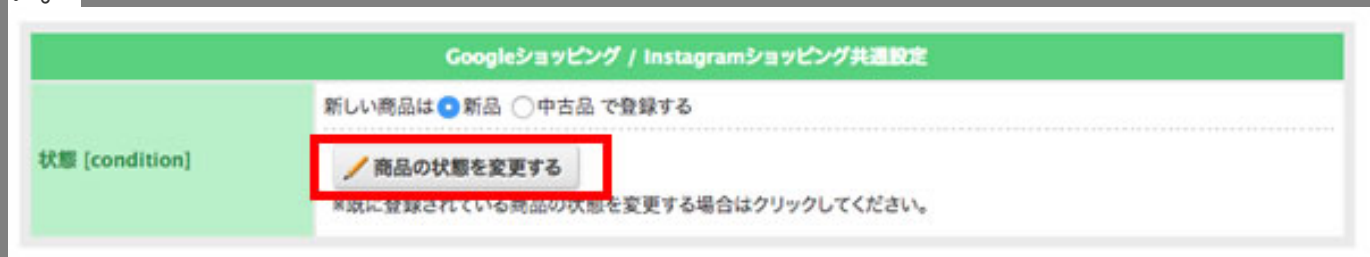 Googleショッピング / Instagramショッピング共通設定
新しい商品は 新品 中古品 で登録する
状態 [condition]
商品の状態を変更する
※既に登録されている商品の状態を変更する場合はクリックしてください。